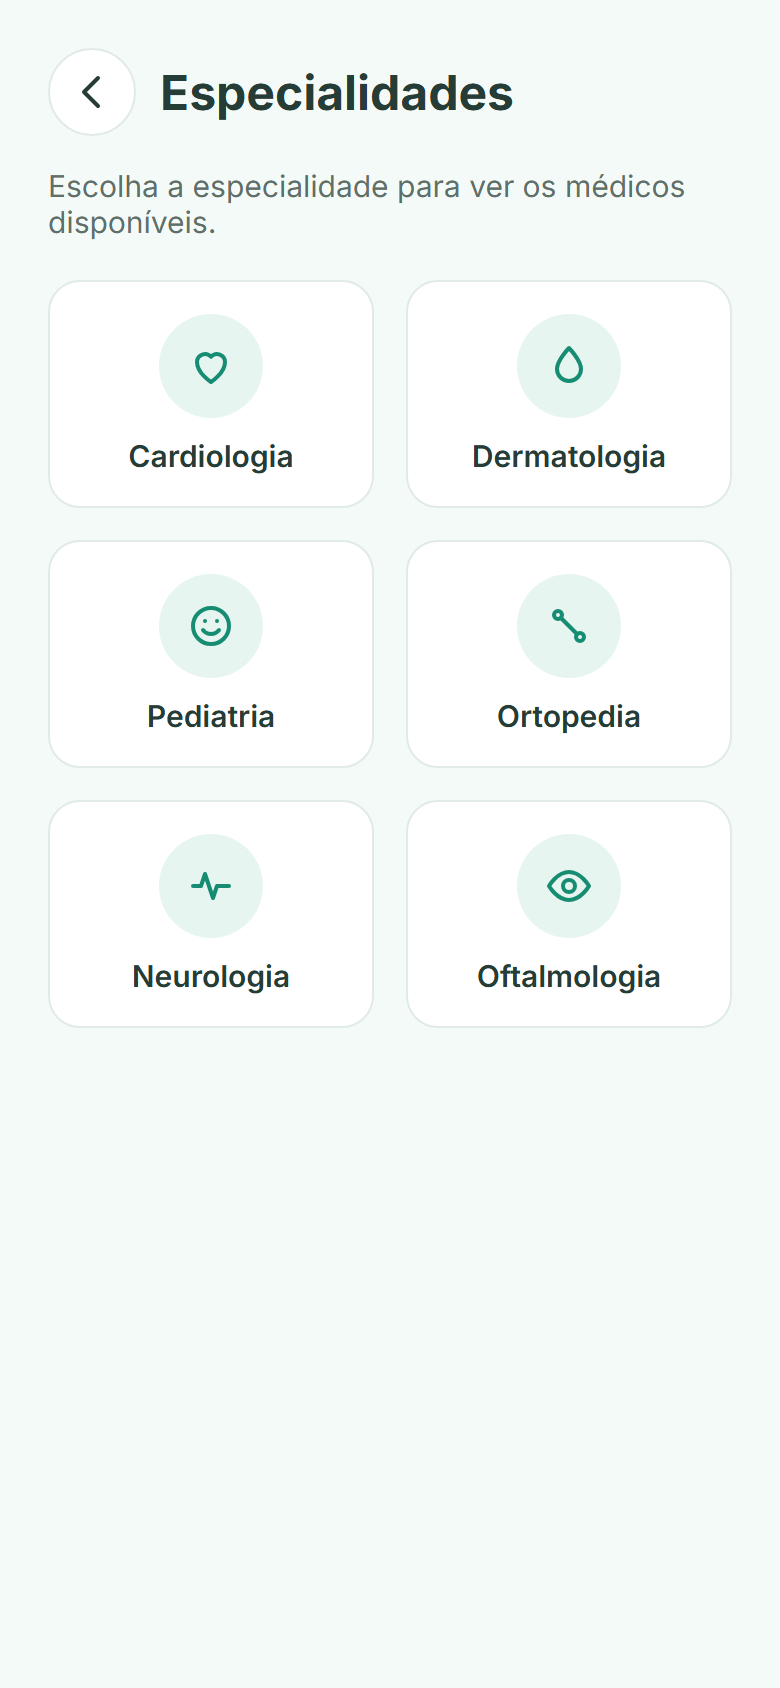 Especialidades
Escolha a especialidade para ver os médicos
disponíveis.
Cardiologia
Dermatologia
Pediatria
Ortopedia
Neurologia
Oftalmologia